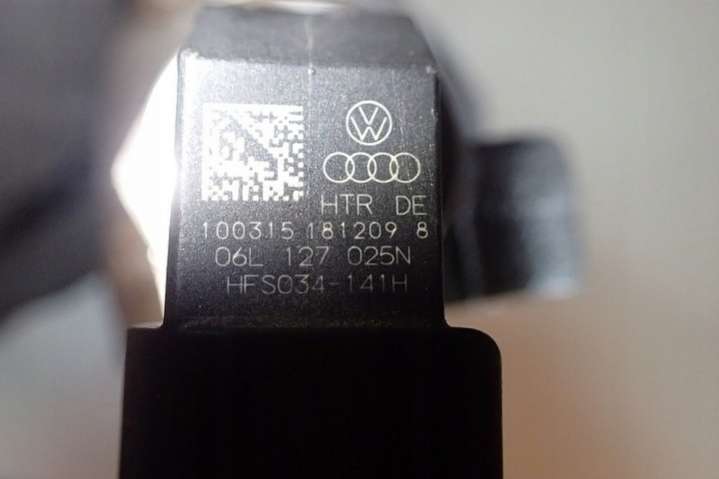 HTR DE
100315 181209 8
06L 127 025N
HFS034-141H